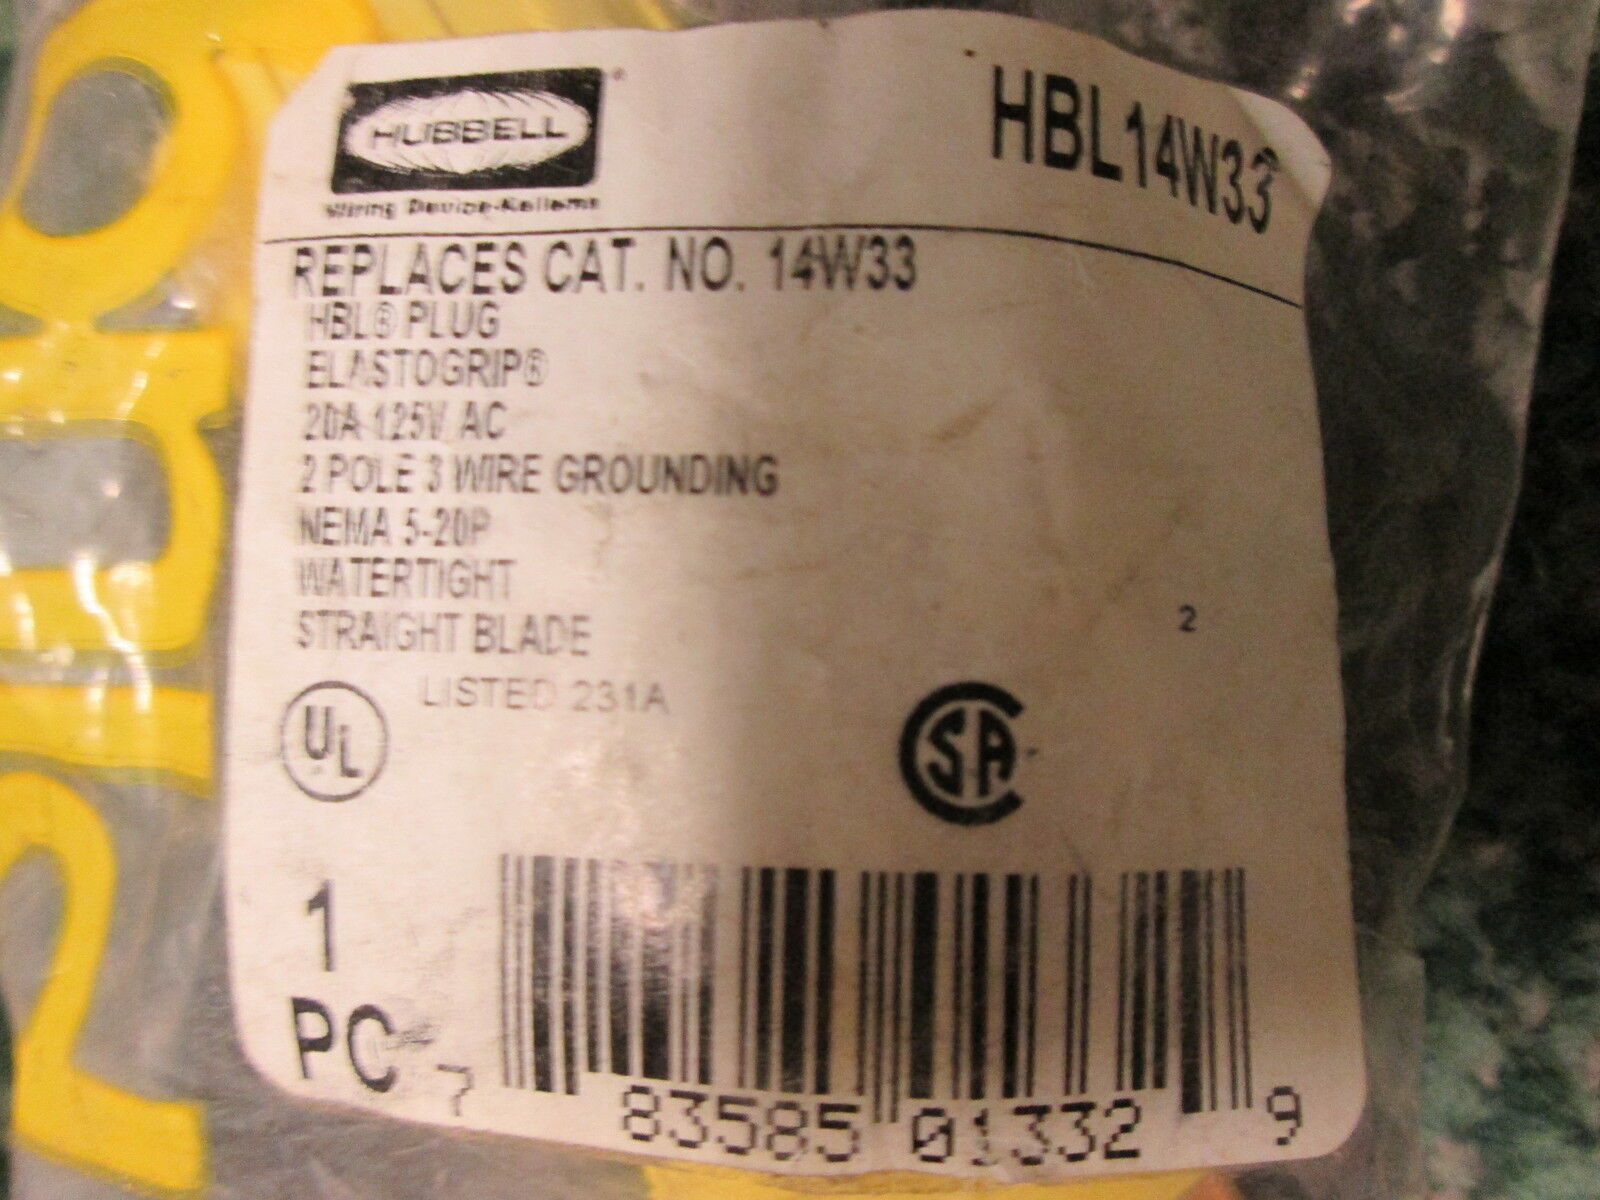 HUBBELL
®
Wiring Device-Kellems
HBL14W33
REPLACES CAT. NO. 14W33
HBL® PLUG
ELASTOGRIP®
20A 125V AC
2 POLE 3 WIRE GROUNDING
NEMA 5-20P
WATERTIGHT
STRAIGHT BLADE
2
UL LISTED 231A
CSA
1
PC
7 83585 01332 9